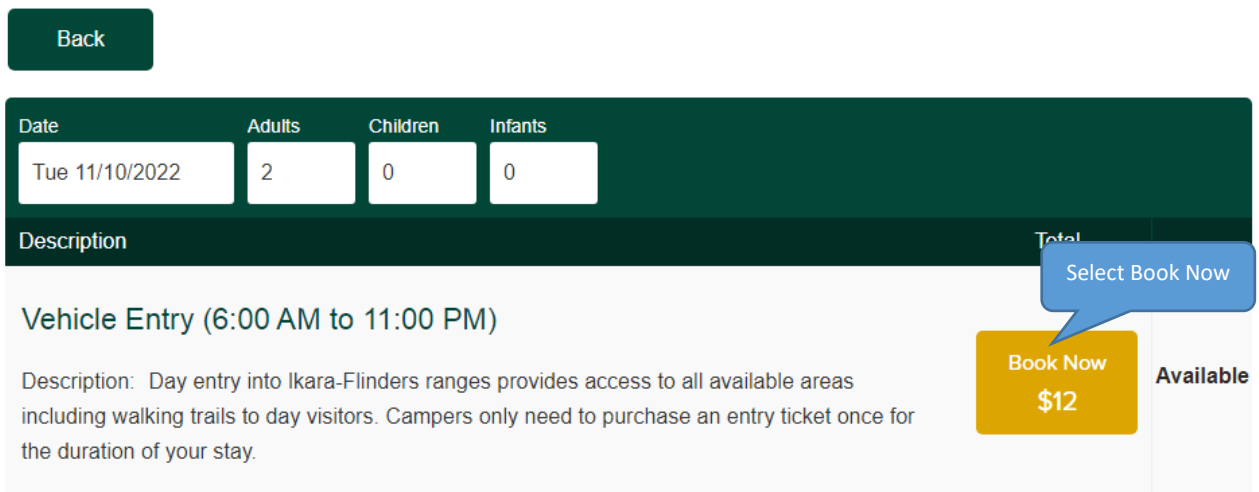 Back
Date Adults Children Infants
Tue 11/10/2022 2 0 0
Description Total
Select Book Now
Vehicle Entry (6:00 AM to 11:00 PM)
Book Now
$12
Available
Description: Day entry into Ikara-Flinders ranges provides access to all available areas
including walking trails to day visitors. Campers only need to purchase an entry ticket once for
the duration of your stay.